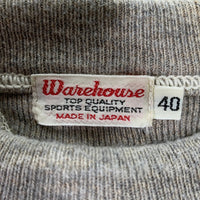 Warehouse
TOP QUALITY
SPORTS EQUIPMENT
MADE IN JAPAN
40